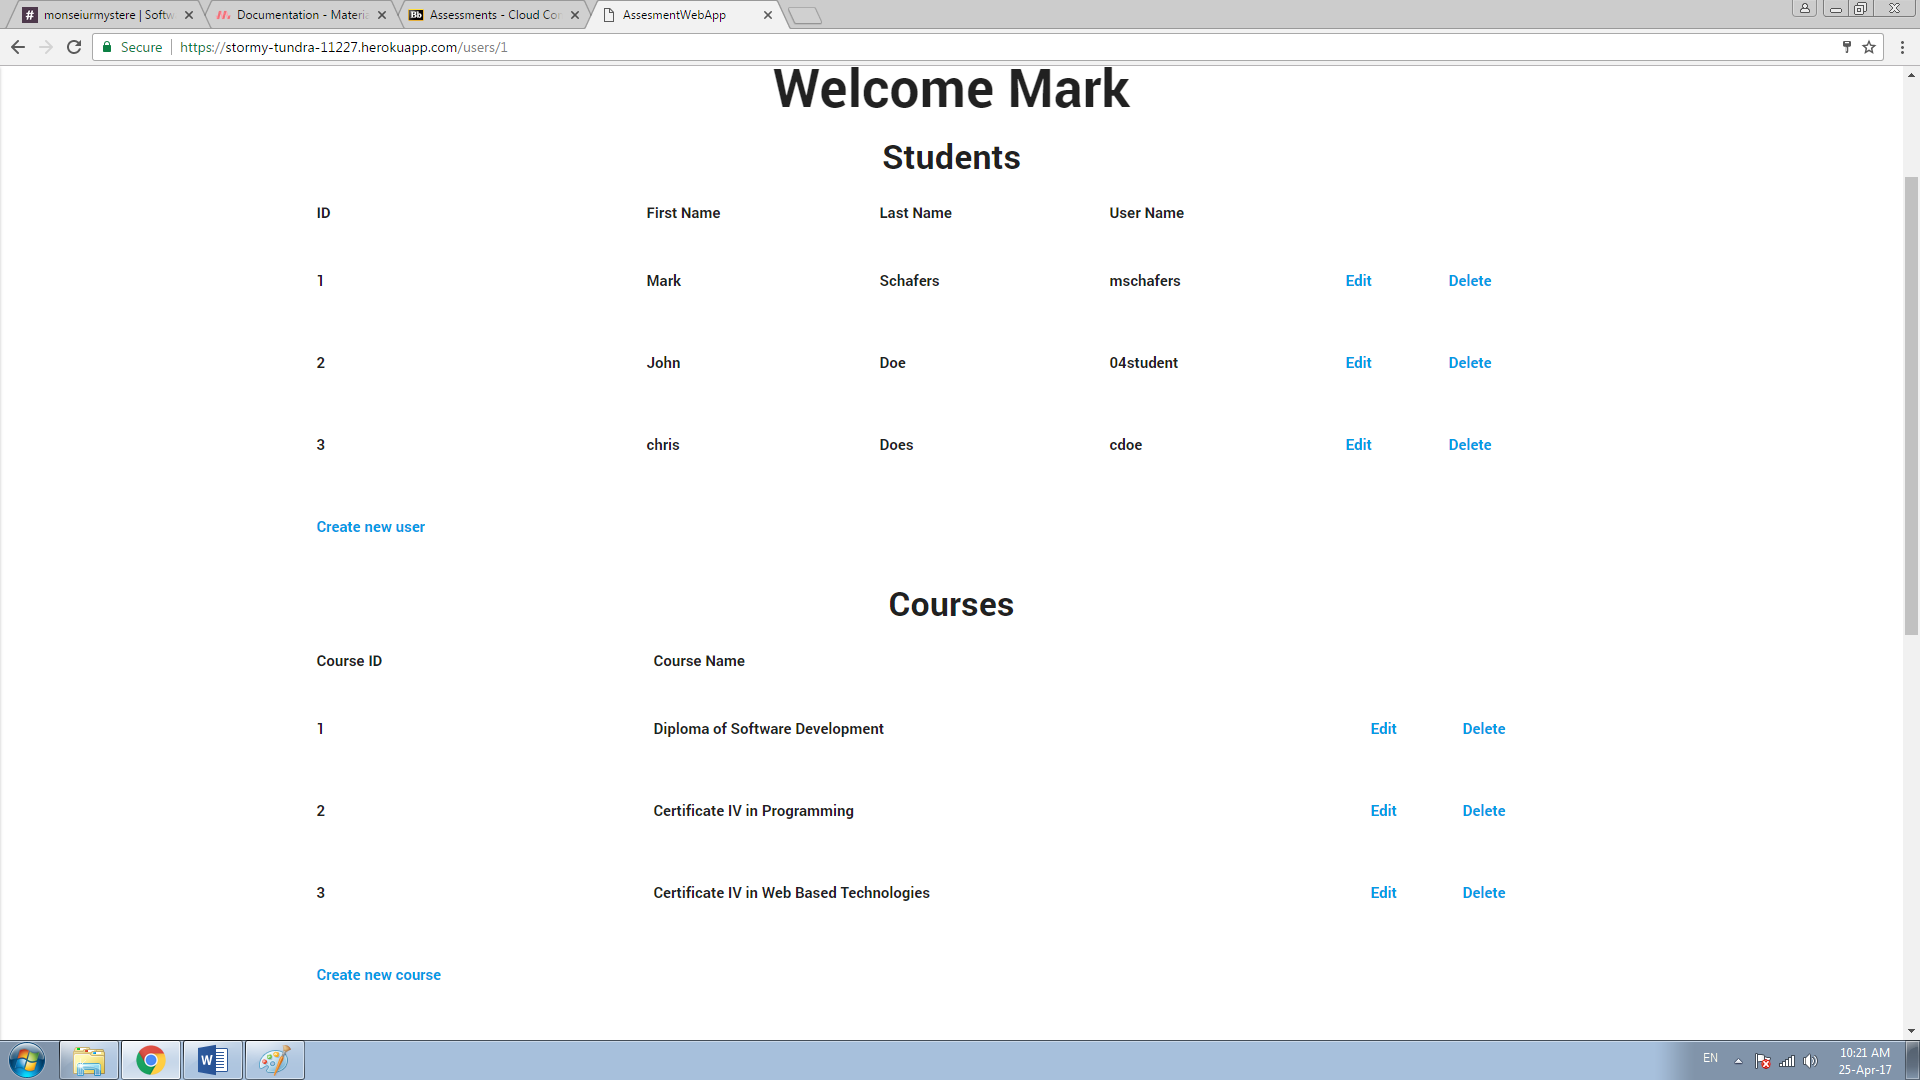 monseiurmystere | Softw
Documentation - Materia
Bb Assessments - Cloud Co
AssesmentWebApp
Secure https://stormy-tundra-11227.herokuapp.com/users/1
Welcome Mark
Students
ID First Name Last Name User Name
1 Mark Schafers mschafers Edit Delete
2 John Doe 04student Edit Delete
3 chris Does cdoe Edit Delete
Create new user
Courses
Course ID Course Name
1 Diploma of Software Development Edit Delete
2 Certificate IV in Programming Edit Delete
3 Certificate IV in Web Based Technologies Edit Delete
Create new course
EN 10:21 AM
25-Apr-17